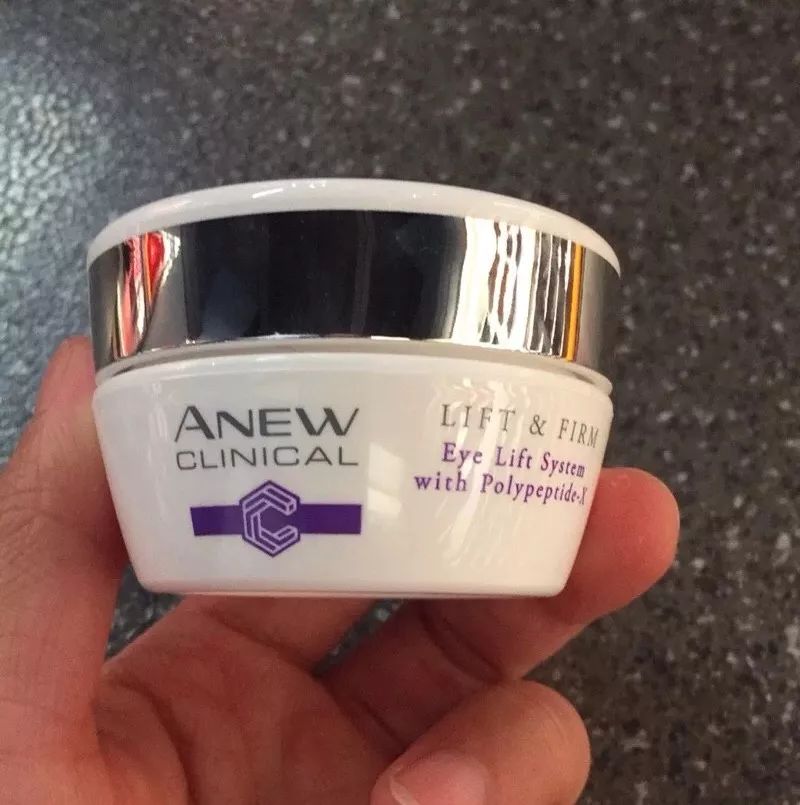 ANEW
CLINICAL
LIFT & FIRM
Eye Lift System
with Polypeptide-X